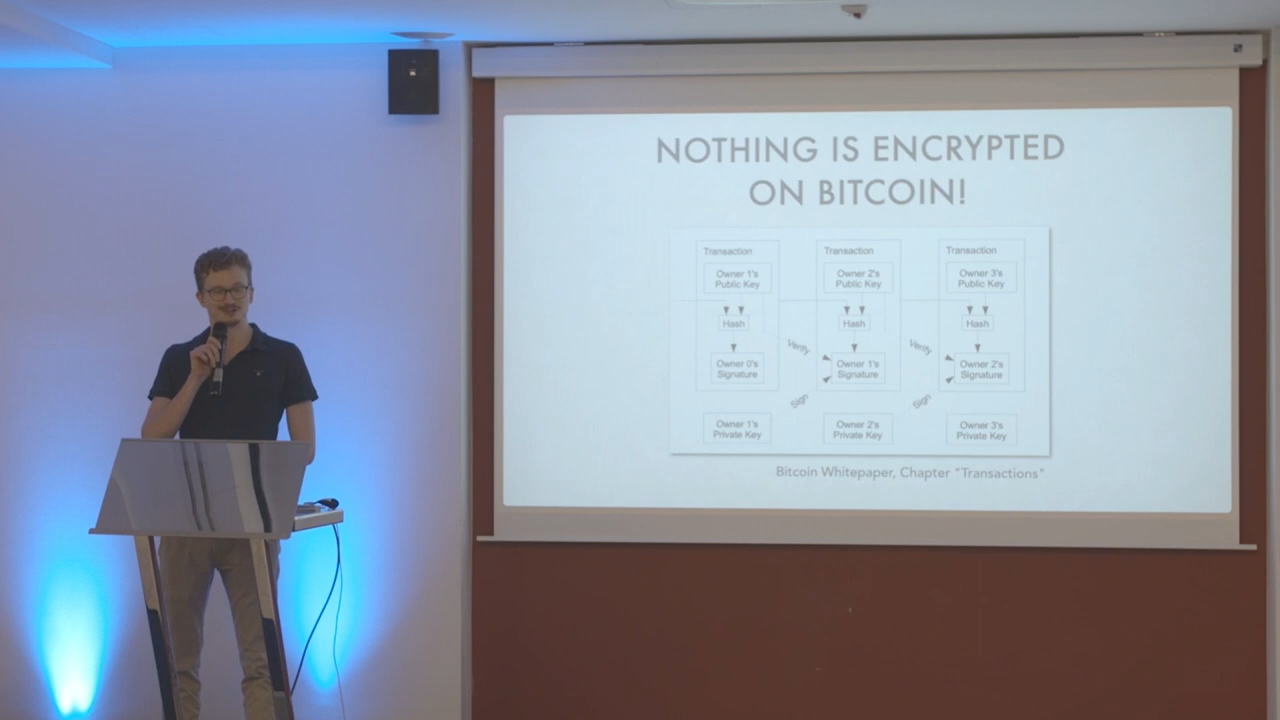 NOTHING IS ENCRYPTED
ON BITCOIN!
Transaction
Transaction
Transaction
Owner 1's
Public Key
Owner 2's
Public Key
Owner 3's
Public Key
Hash
Hash
Hash
Verify
Verify
Owner 0's
Signature
Owner 1's
Signature
Owner 2's
Signature
Sign
Sign
Owner 1's
Private Key
Owner 2's
Private Key
Owner 3's
Private Key
Bitcoin Whitepaper, Chapter "Transactions"